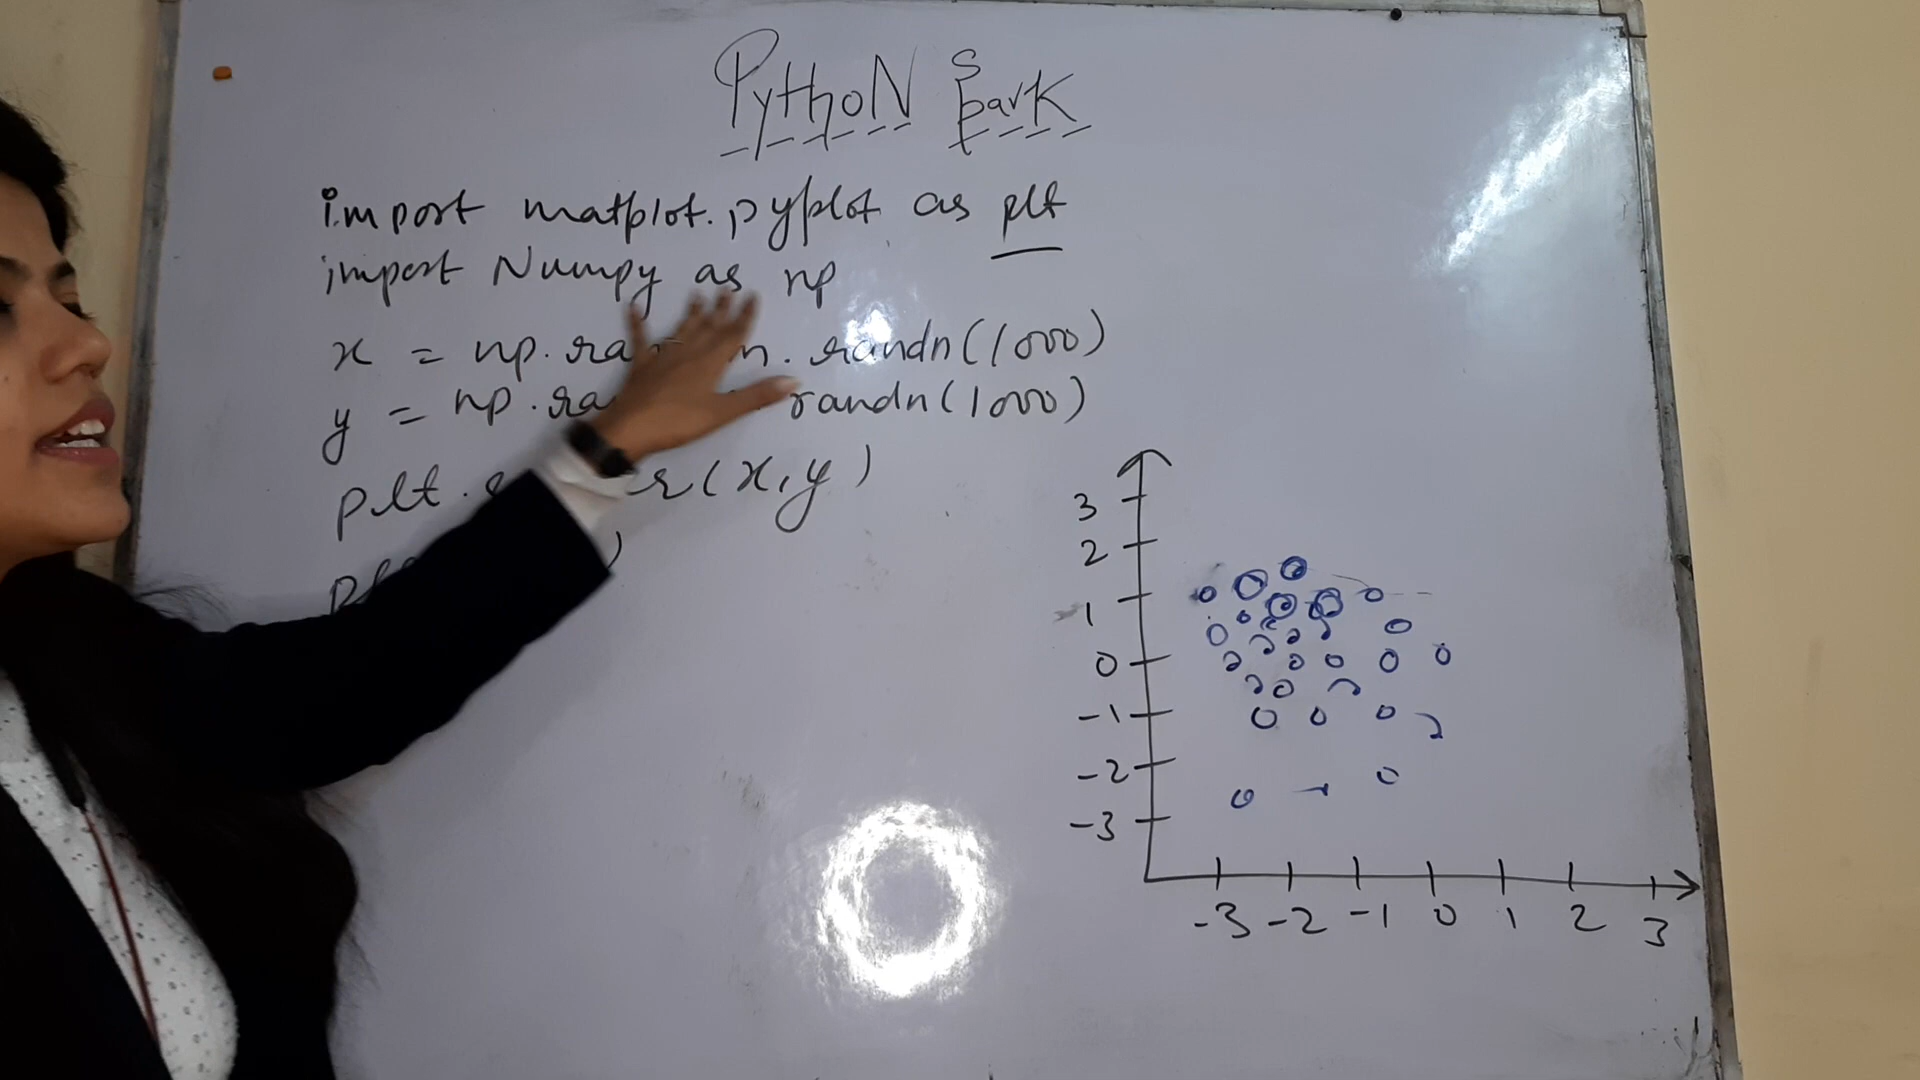 PythoN Spark
import matplot.pyplot as plt
import Numpy as np
x = np.ra n. randn(1000)
y = np.ra randn(1000)
plt. r(x,y)
)
3
2
1
0
-1
-2
-3
-3 -2 -1 0 1 2 3